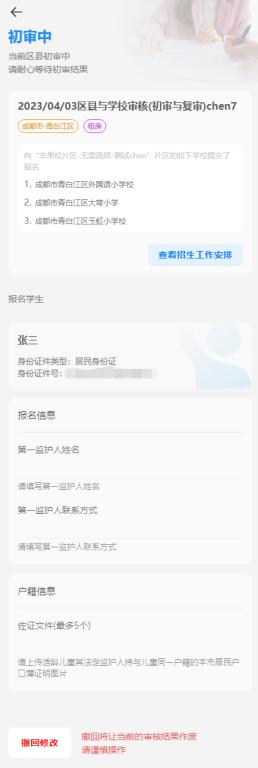 初审中
当前区县初审中
请耐心等待初审结果
2023/04/03区县与学校审核(初审与复审)chen7
成都市-青白江区 租房
向“非单校片区-无需选择-测试chen”片区的如下学校提交了
报名
1. 成都市青白江区外国语小学校
2. 成都市青白江区大弯小学
3. 成都市青白江区玉虹小学校
查看招生工作安排
报名学生
张三
身份证件类型：居民身份证
身份证件号：
报名信息
第一监护人姓名
请填写第一监护人姓名
第一监护人联系方式
请填写第一监护人联系方式
户籍信息
佐证文件(最多5个)
请上传适龄儿童其法定监护人持与儿童同一户籍的本市居民户
口簿证明图片
撤回修改
撤回将让当前的审核结果作废
请谨慎操作